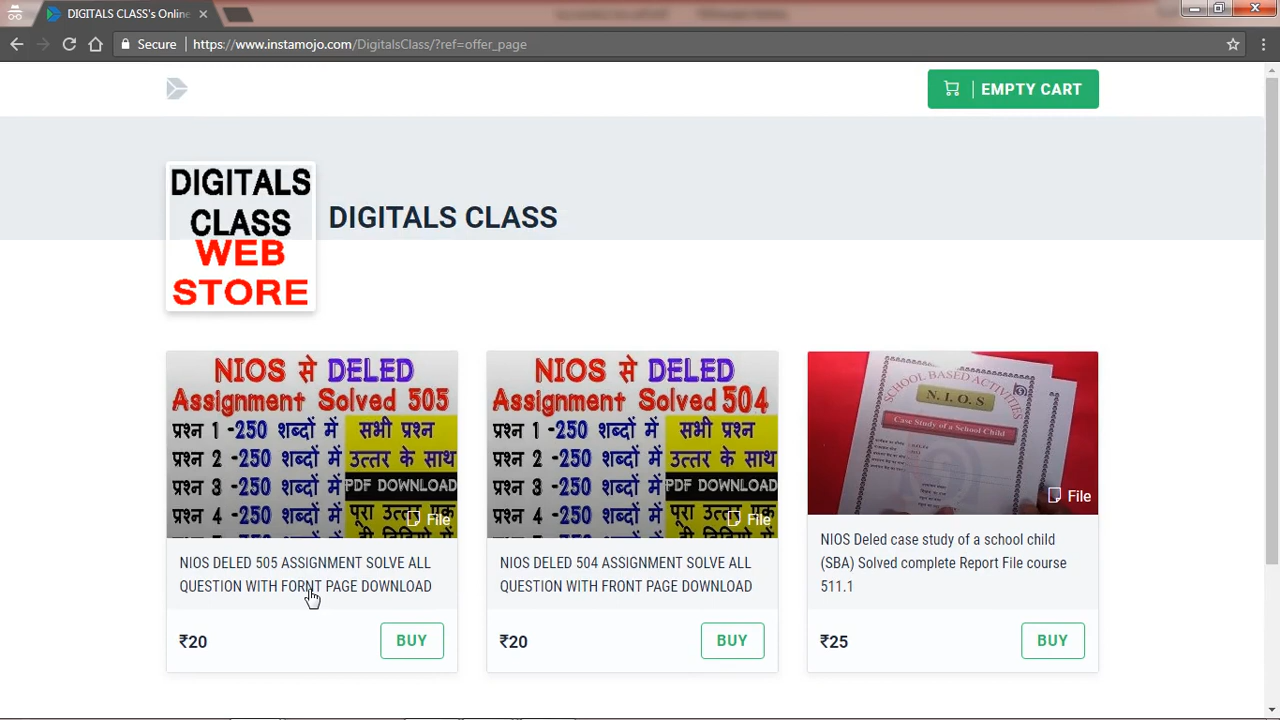 DIGITALS CLASS's Online
Secure https://www.instamojo.com/DigitalsClass/?ref=offer_page
EMPTY CART
DIGITALS
CLASS
WEB
STORE
DIGITALS CLASS
NIOS से DELED
Assignment Solved 505
प्रश्न 1 -250 शब्दों में सभी प्रश्न
प्रश्न 2 -250 शब्दों में उत्तर के साथ
प्रश्न 3 -250 शब्दों में PDF DOWNLOAD
प्रश्न 4 -250 शब्दों में पूरा उत्तर
File
NIOS DELED 505 ASSIGNMENT SOLVE ALL
QUESTION WITH FORNT PAGE DOWNLOAD
₹20
BUY
NIOS से DELED
Assignment Solved 504
प्रश्न 1 -250 शब्दों में सभी प्रश्न
प्रश्न 2 -250 शब्दों में उत्तर के साथ
प्रश्न 3 -250 शब्दों में PDF DOWNLOAD
प्रश्न 4 -250 शब्दों में पूरा उत्तर
File
NIOS DELED 504 ASSIGNMENT SOLVE ALL
QUESTION WITH FRONT PAGE DOWNLOAD
₹20
BUY
SCHOOL BASED ACTIVITIES
N.I.O.S
Case Study of a School Child
File
NIOS Deled case study of a school child
(SBA) Solved complete Report File course
511.1
₹25
BUY